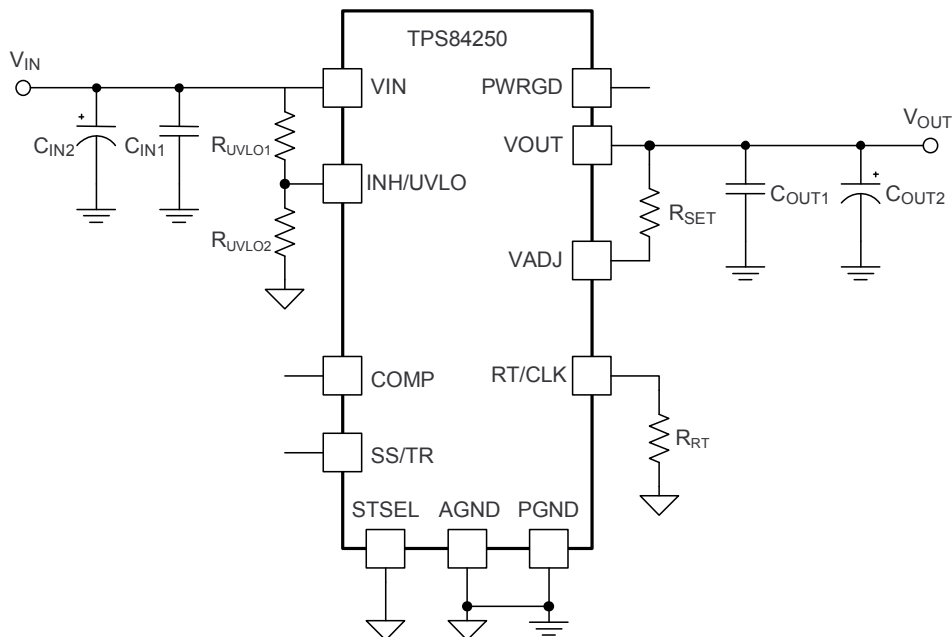 TPS84250
VIN
VIN
PWRGD
VOUT
VOUT
+
CIN2
CIN1
RUVLO1
INH/UVLO
RUVLO2
RSET
COUT1
+
COUT2
VADJ
COMP
RT/CLK
SS/TR
RRT
STSEL
AGND
PGND